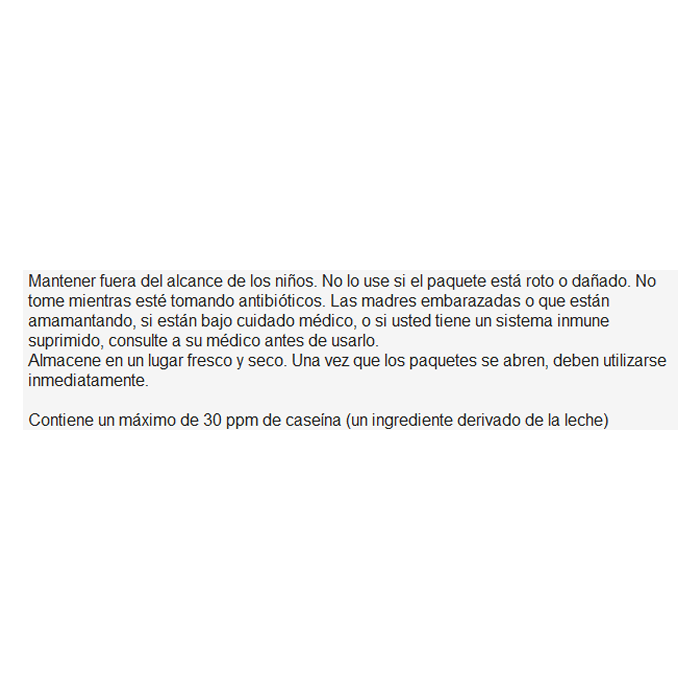 Mantener fuera del alcance de los niños. No lo use si el paquete está roto o dañado. No
tome mientras esté tomando antibióticos. Las madres embarazadas o que están
amamantando, si están bajo cuidado médico, o si usted tiene un sistema inmune
suprimido, consulte a su médico antes de usarlo.
Almacene en un lugar fresco y seco. Una vez que los paquetes se abren, deben utilizarse
inmediatamente.
Contiene un máximo de 30 ppm de caseína (un ingrediente derivado de la leche)